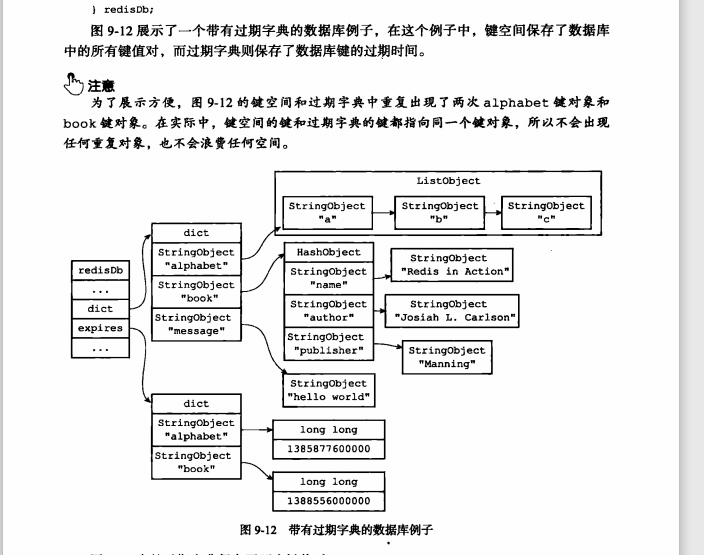 } redisDb;
图 9-12 展示了一个带有过期字典的数据库例子，在这个例子中，键空间保存了数据库
中的所有键值对，而过期字典则保存了数据库键的过期时间。
注意
为了展示方便，图 9-12 的键空间和过期字典中重复出现了两次 alphabet 键对象和
book 键对象。在实际中，键空间的键和过期字典的键都指向同一个键对象，所以不会出现
任何重复对象，也不会浪费任何空间。
ListObject
StringObject
"a"
StringObject
"b"
StringObject
"c"
dict
StringObject
"alphabet"
StringObject
"book"
StringObject
"message"
HashObject
StringObject
"name"
StringObject
"author"
StringObject
"publisher"
StringObject
"Redis in Action"
StringObject
"Josiah L. Carlson"
StringObject
"Manning"
redisDb
...
dict
expires
...
StringObject
"hello world"
dict
StringObject
"alphabet"
StringObject
"book"
long long
1385877600000
long long
1388556000000
图 9-12 带有过期字典的数据库例子